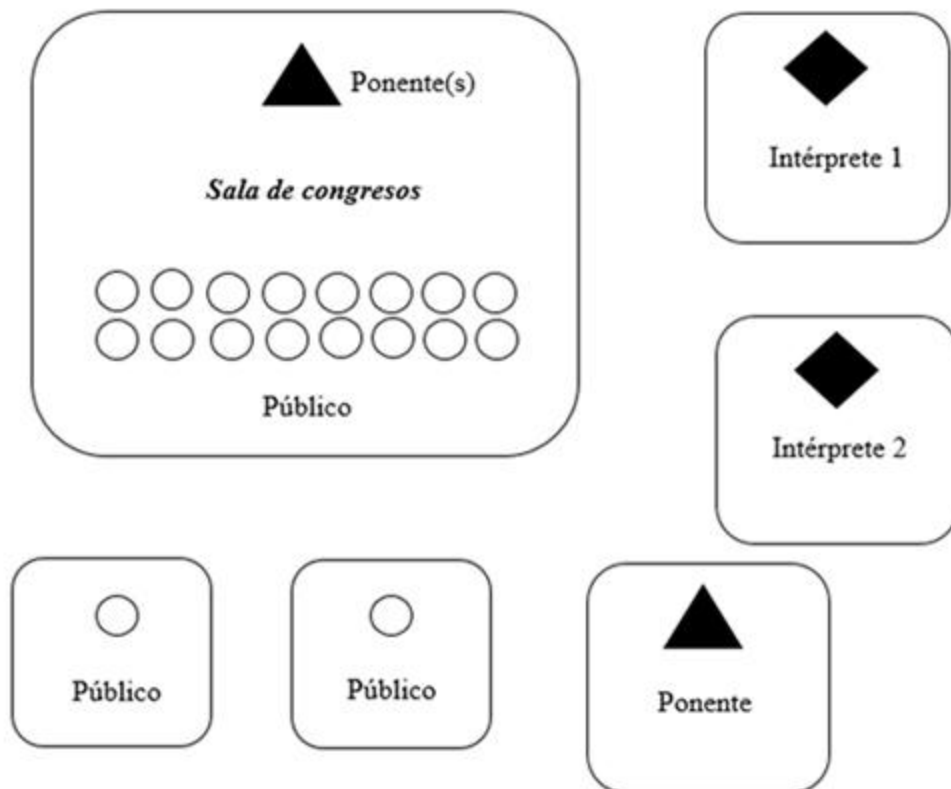 Ponente(s)
Sala de congresos
Público
Intérprete 1
Intérprete 2
Público
Público
Ponente